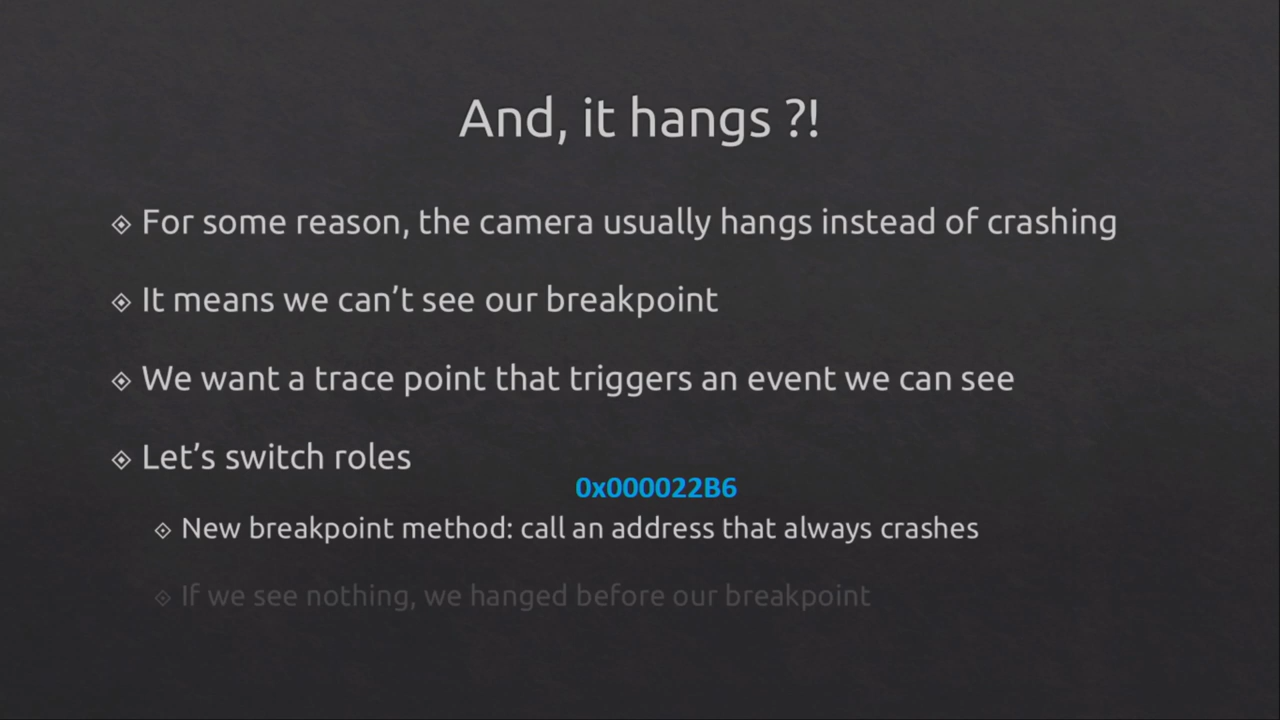 And, it hangs ?!
For some reason, the camera usually hangs instead of crashing
It means we can’t see our breakpoint
We want a trace point that triggers an event we can see
Let’s switch roles
0x000022B6
New breakpoint method: call an address that always crashes
If we see nothing, we hanged before our breakpoint